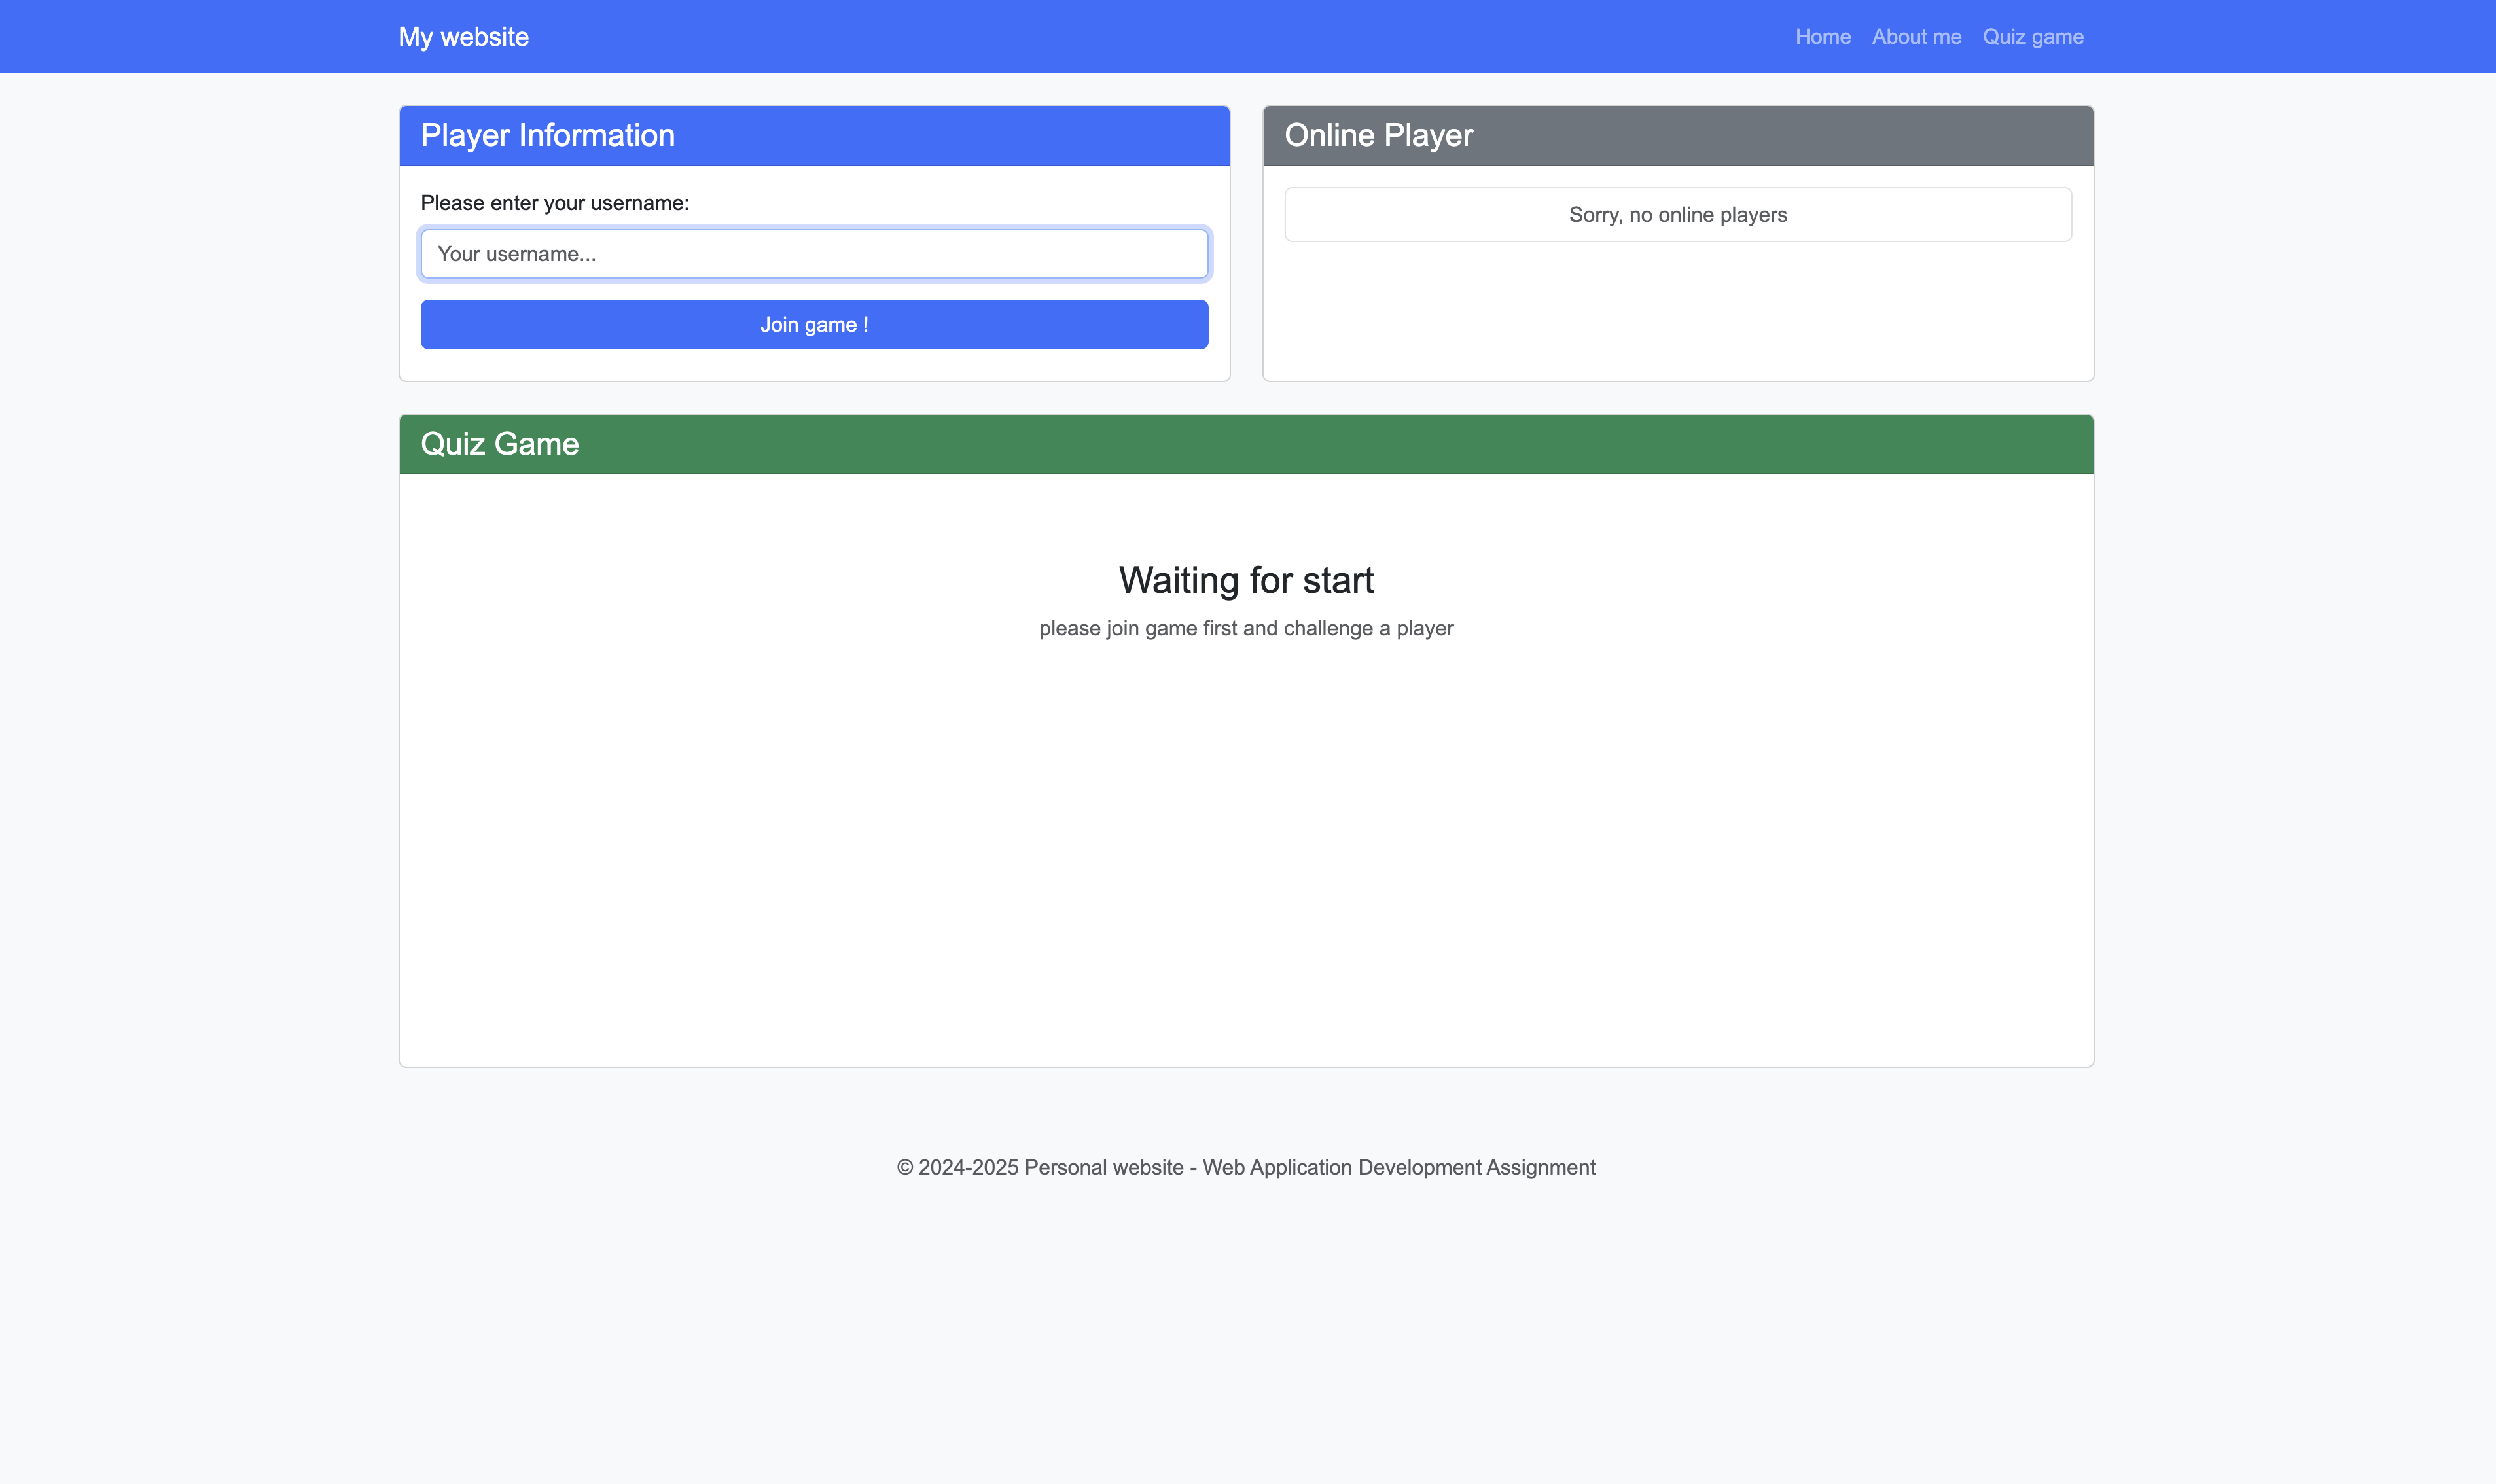 My website
Home About me Quiz game
Player Information
Please enter your username:
Your username...
Join game !
Online Player
Sorry, no online players
Quiz Game
Waiting for start
please join game first and challenge a player
© 2024-2025 Personal website - Web Application Development Assignment